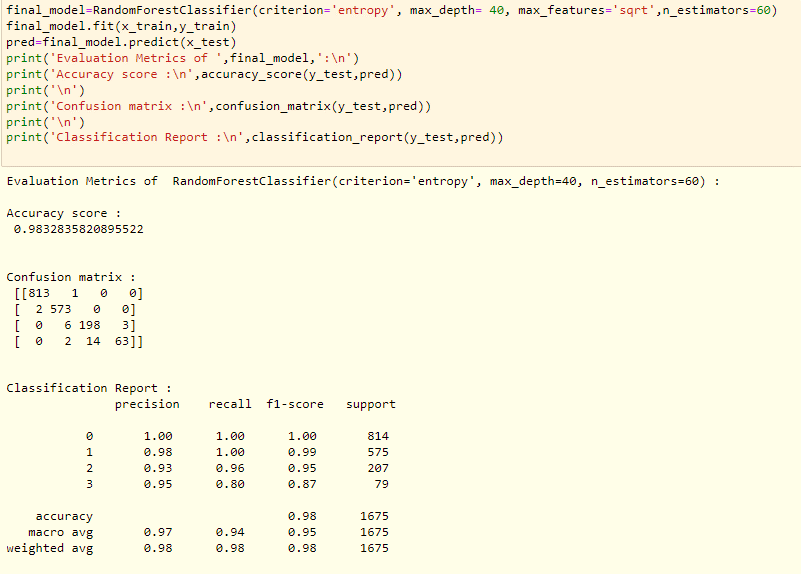 final_model=RandomForestClassifier(criterion='entropy', max_depth= 40, max_features='sqrt',n_estimators=60)
final_model.fit(x_train,y_train)
pred=final_model.predict(x_test)
print('Evaluation Metrics of ',final_model,':\n')
print('Accuracy score :\n',accuracy_score(y_test,pred))
print('\n')
print('Confusion matrix :\n',confusion_matrix(y_test,pred))
print('\n')
print('Classification Report :\n',classification_report(y_test,pred))
Evaluation Metrics of  RandomForestClassifier(criterion='entropy', max_depth=40, n_estimators=60) :
Accuracy score :
 0.9832835820895522
Confusion matrix :
 [[813   1   0   0]
 [  2 573   0   0]
 [  0   6 198   3]
 [  0   2  14  63]]
Classification Report :
               precision    recall  f1-score   support
           0       1.00      1.00      1.00       814
           1       0.98      1.00      0.99       575
           2       0.93      0.96      0.95       207
           3       0.95      0.80      0.87        79
    accuracy                           0.98      1675
   macro avg       0.97      0.94      0.95      1675
weighted avg       0.98      0.98      0.98      1675